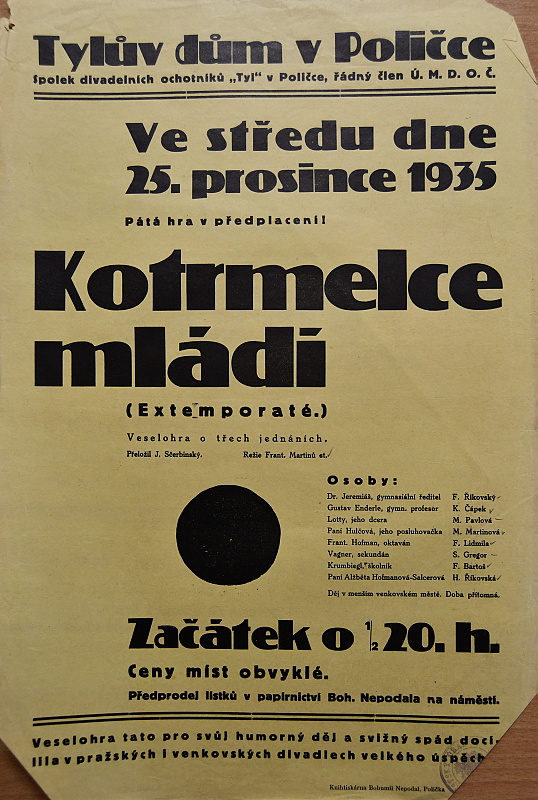 Tylův dům v Poličce
Spolek divadelních ochotníků „Tyl“ v Poličce, řádný člen Ú. M. D. O. Č.
Ve středu dne
25. prosince 1935
Pátá hra v předplacení!
Kotrmelce
mládí
(Extemporaté.)
Veselohra o třech jednáních.
Přeložil J. Ščerbinský. Režie Frant. Martinů st.
Osoby:
Dr. Jeremiáš, gymnasiální ředitel F. Říkovský
Gustav Enderle, gymn. profesor K. Čápek
Lotty, jeho dcera M. Pavlová
Paní Hulčová, jeho posluhovačka M. Martinová
Frant. Hofman, oktaván F. Lidmila
Vagner, sekundán S. Gregor
Krumbiegl, školník F. Bartoš
Paní Alžběta Hofmanová-Salcerová H. Říkovská
Děj v menším venkovském městě. Doba přítomná.
Začátek o ½20. h.
Ceny míst obvyklé.
Předprodej lístků v papírnictví Boh. Nepodala na náměstí.
Veselohra tato pro svůj humorný děj a svižný spád docí-
lila v pražských i venkovských divadlech velkého úspěch
Knihtiskárna Bohumil Nepodal, Polička